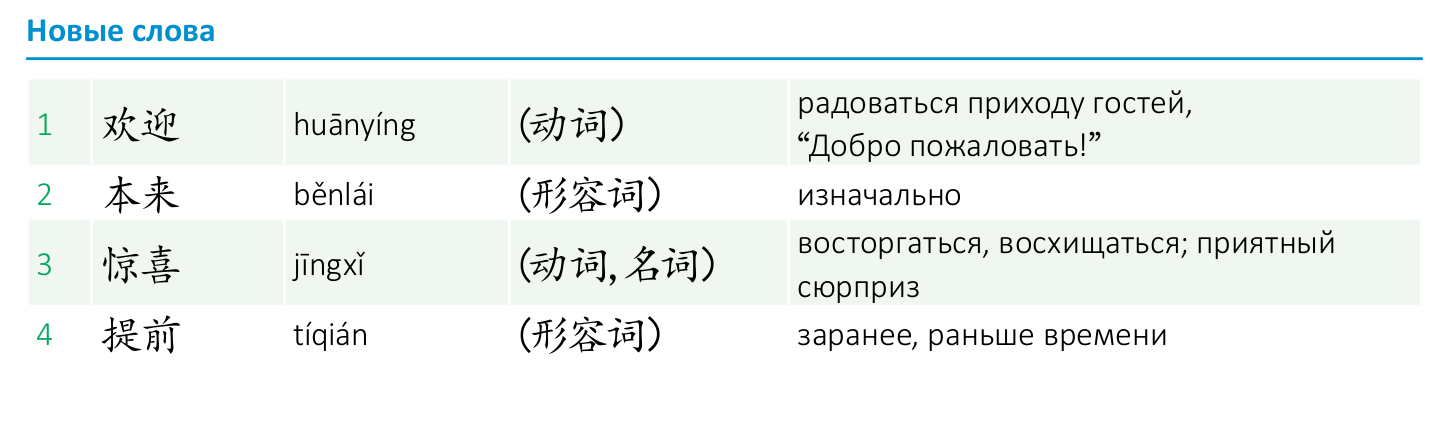 Новые слова
1 欢迎 huānyíng (动词) радоваться приходу гостей,
“Добро пожаловать!”
2 本来 běnlái (形容词) изначально
3 惊喜 jīngxǐ (动词, 名词) восторгаться, восхищаться; приятный
сюрприз
4 提前 tíqián (形容词) заранее, раньше времени